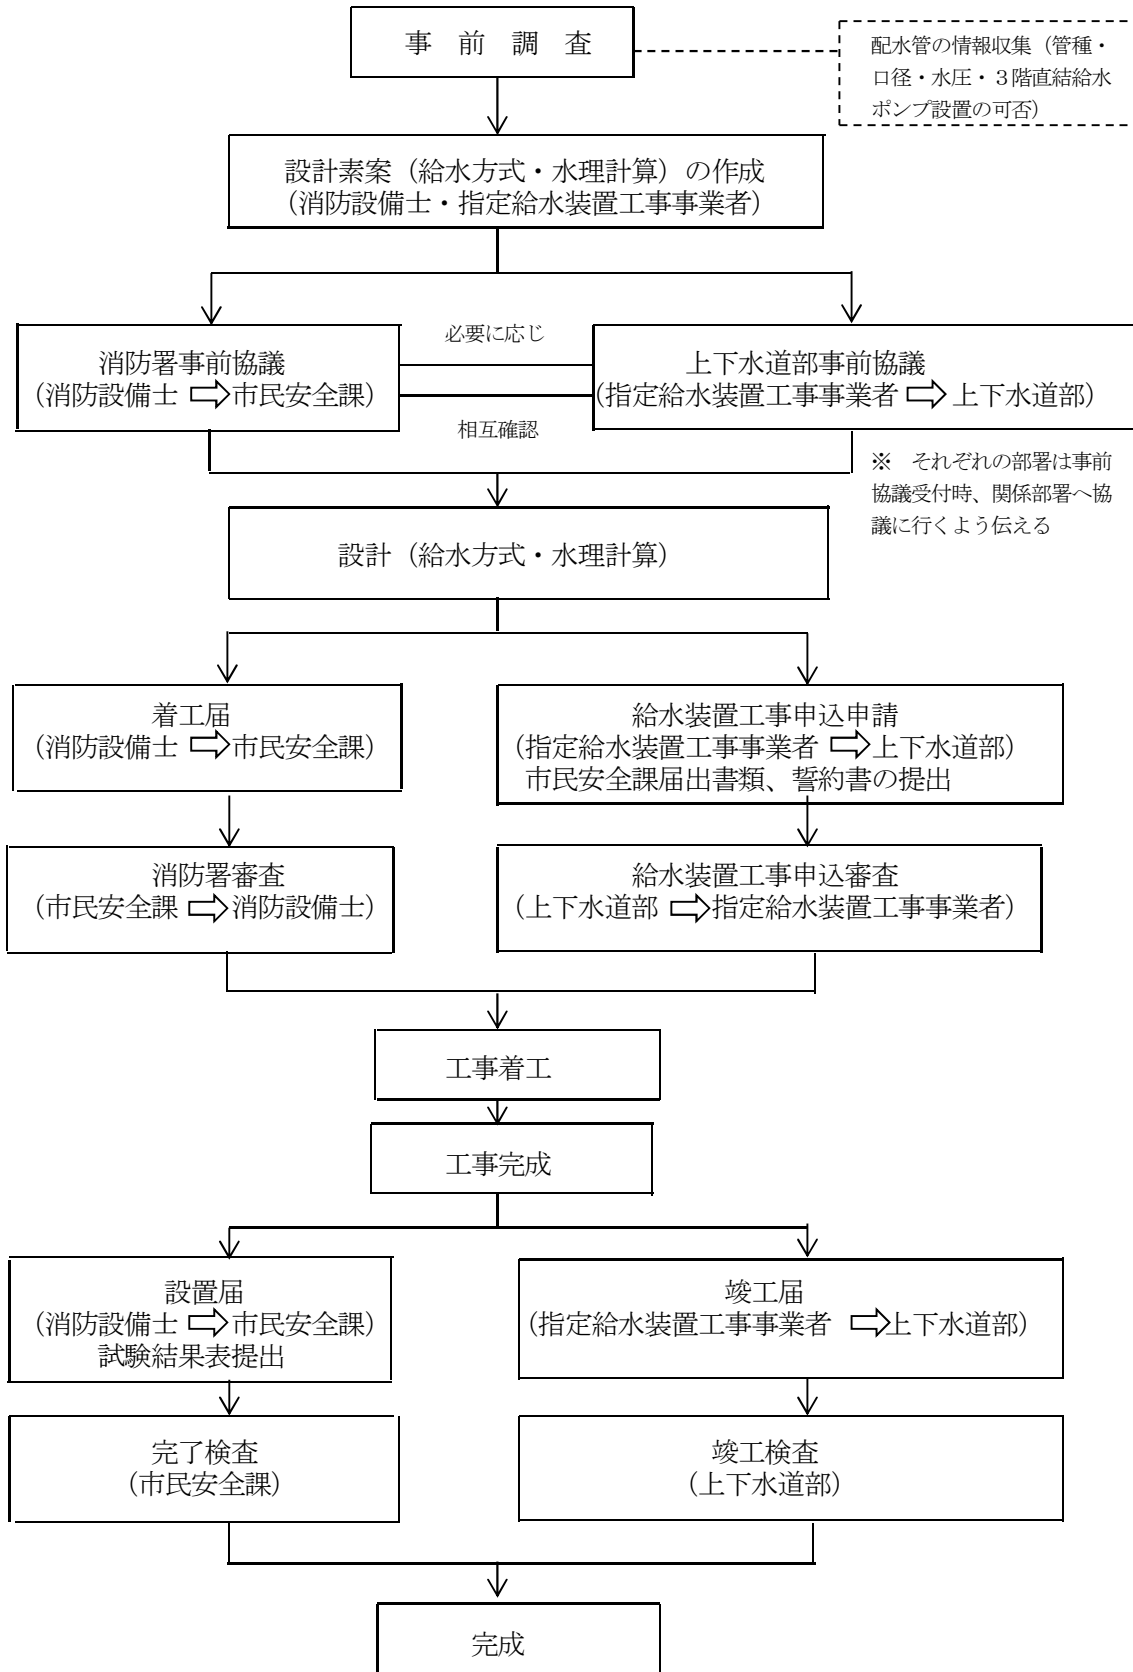 事　前　調　査
配水管の情報収集（管種・
口径・水圧・３階直結給水
ポンプ設置の可否）
設計素案（給水方式・水理計算）の作成
（消防設備士・指定給水装置工事事業者）
消防署事前協議
（消防設備士 ⇨ 市民安全課）
必要に応じ
相互確認
上下水道部事前協議
（指定給水装置工事事業者 ⇨ 上下水道部）
※　それぞれの部署は事前
協議受付時、関係部署へ協
議に行くよう伝える
設計（給水方式・水理計算）
着工届
（消防設備士 ⇨ 市民安全課）
給水装置工事申込申請
（指定給水装置工事事業者 ⇨ 上下水道部）
市民安全課届出書類、誓約書の提出
消防署審査
（市民安全課 ⇨ 消防設備士）
給水装置工事申込審査
（上下水道部 ⇨ 指定給水装置工事事業者）
工事着工
工事完成
設置届
（消防設備士 ⇨ 市民安全課）
試験結果表提出
竣工届
（指定給水装置工事事業者 ⇨ 上下水道部）
完了検査
（市民安全課）
竣工検査
（上下水道部）
完成